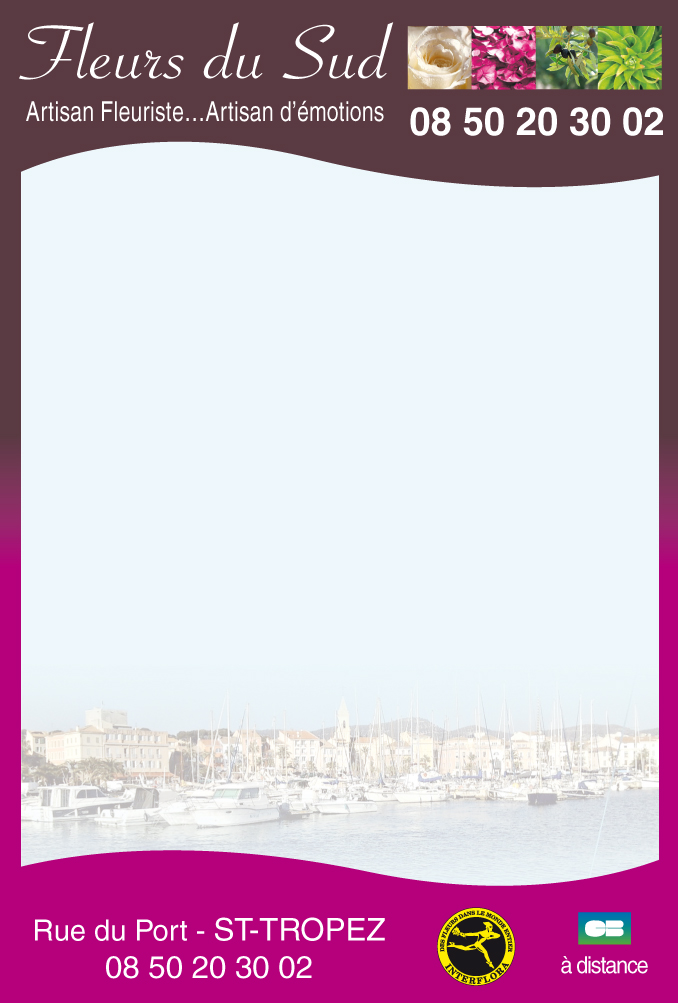 Fleurs du Sud
Artisan Fleuriste...Artisan d'émotions
08 50 20 30 02
Rue du Port - ST-TROPEZ
08 50 20 30 02
DES FLEURS DANS LE MONDE ENTIER
INTERFLORA
CB
à distance